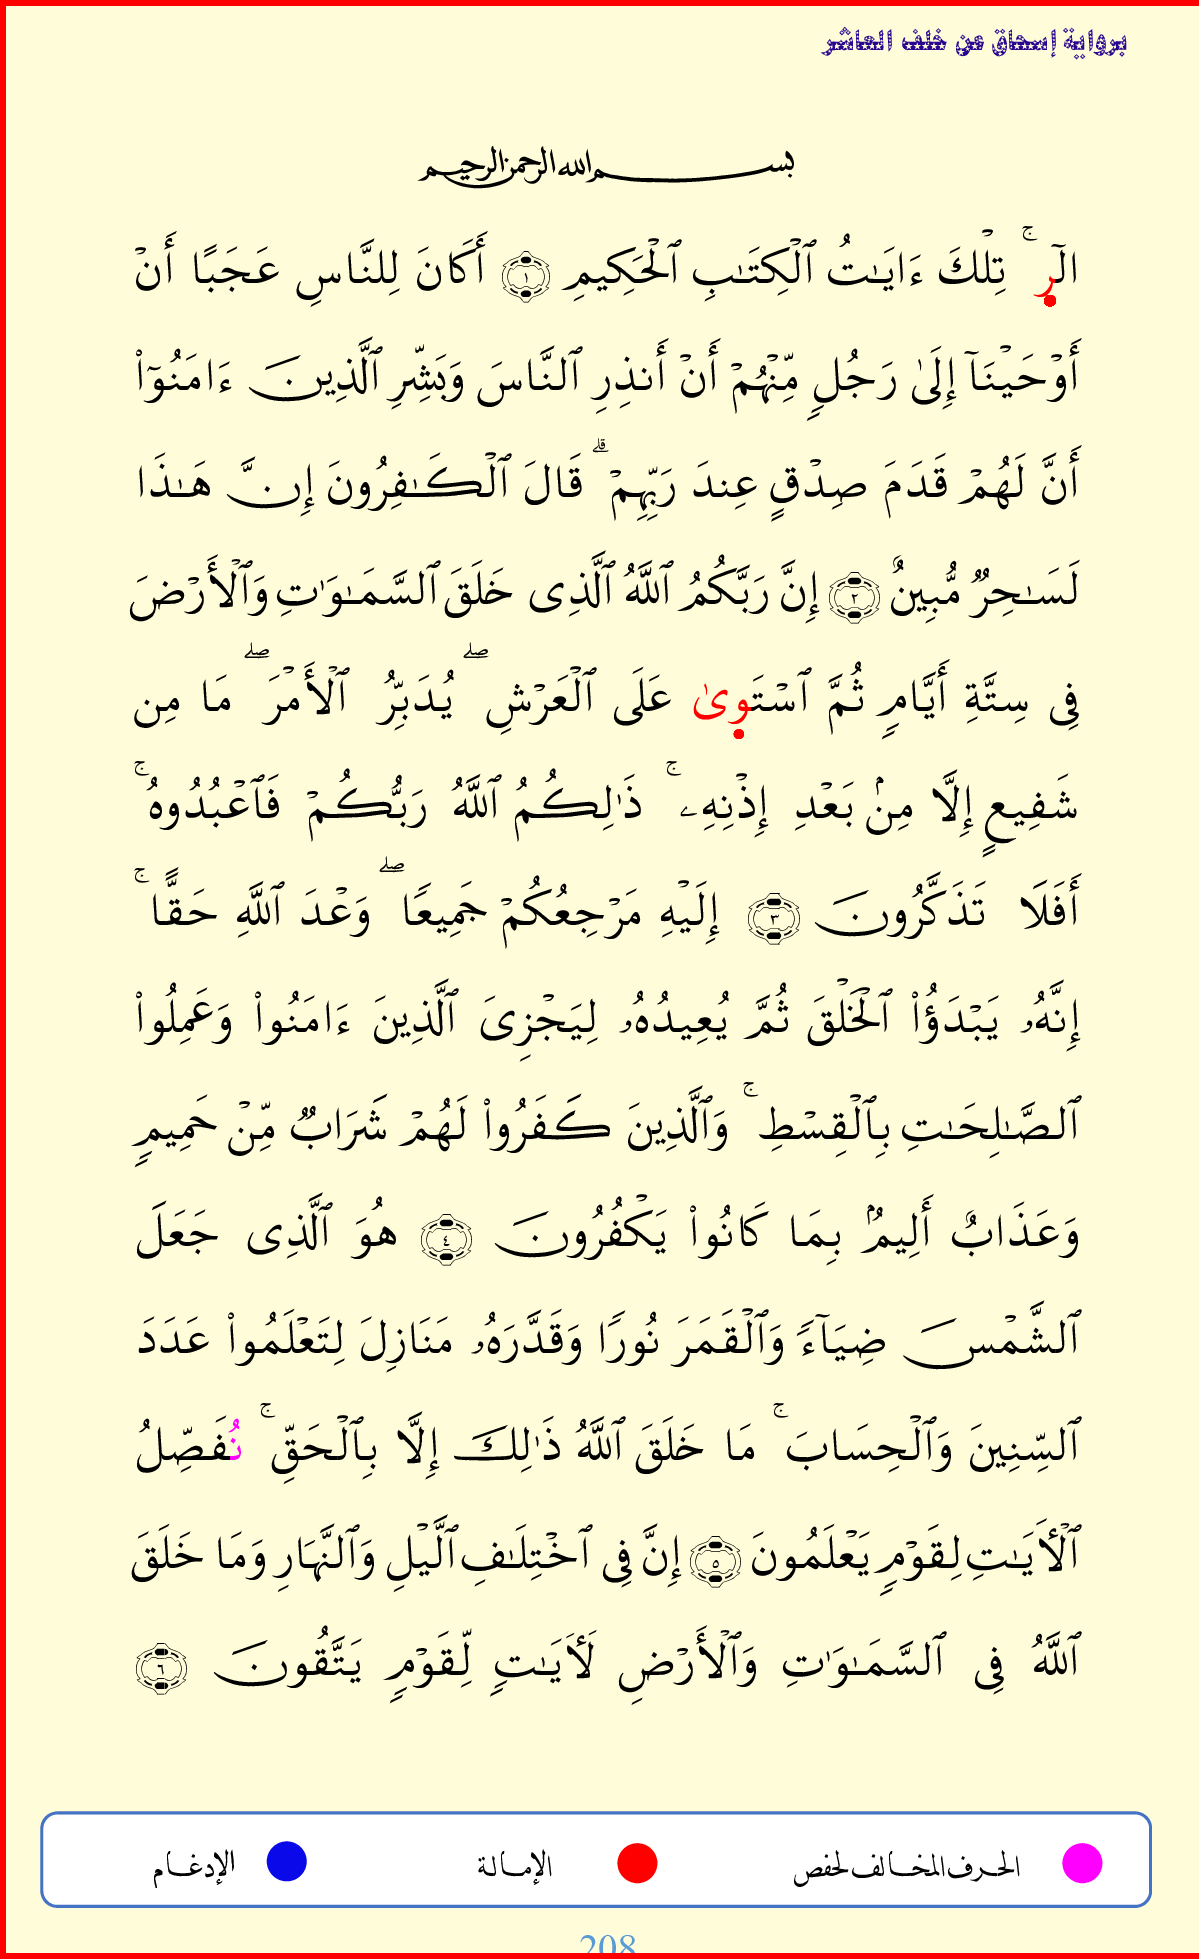 برواية إسحاق عن خلف العاشر
بسم الله الرحمن الرحيم
الٓرۚ تِلْكَ ءَايَٰتُ ٱلْكِتَٰبِ ٱلْحَكِيمِ ١ أَكَانَ لِلنَّاسِ عَجَبًا أَنْ
أَوْحَيْنَآ إِلَىٰ رَجُلٍ مِّنْهُمْ أَنْ أَنذِرِ ٱلنَّاسَ وَبَشِّرِ ٱلَّذِينَ ءَامَنُوٓا۟
أَنَّ لَهُمْ قَدَمَ صِدْقٍ عِندَ رَبِّهِمْۗ قَالَ ٱلْكَٰفِرُونَ إِنَّ هَٰذَا
لَسَٰحِرٌ مُّبِينٌ ٢ إِنَّ رَبَّكُمُ ٱللَّهُ ٱلَّذِى خَلَقَ ٱلسَّمَٰوَٰتِ وَٱلْأَرْضَ
فِى سِتَّةِ أَيَّامٍ ثُمَّ ٱسْتَوِىٰ عَلَى ٱلْعَرْشِۖ يُدَبِّرُ ٱلْأَمْرَۖ مَا مِن
شَفِيعٍ إِلَّا مِنۢ بَعْدِ إِذْنِهِۦۚ ذَٰلِكُمُ ٱللَّهُ رَبُّكُمْ فَٱعْبُدُوهُۚ
أَفَلَا تَذَكَّرُونَ ٣ إِلَيْهِ مَرْجِعُكُمْ جَمِيعًاۖ وَعْدَ ٱللَّهِ حَقًّاۚ
إِنَّهُۥ يَبْدَؤُا۟ ٱلْخَلْقَ ثُمَّ يُعِيدُهُۥ لِيَجْزِىَ ٱلَّذِينَ ءَامَنُوا۟ وَعَمِلُوا۟
ٱلصَّٰلِحَٰتِ بِٱلْقِسْطِۚ وَٱلَّذِينَ كَفَرُوا۟ لَهُمْ شَرَابٌ مِّنْ حَمِيمٍ
وَعَذَابٌ أَلِيمٌۢ بِمَا كَانُوا۟ يَكْفُرُونَ ٤ هُوَ ٱلَّذِى جَعَلَ
ٱلشَّمْسَ ضِيَآءً وَٱلْقَمَرَ نُورًا وَقَدَّرَهُۥ مَنَازِلَ لِتَعْلَمُوا۟ عَدَدَ
ٱلسِّنِينَ وَٱلْحِسَابَۚ مَا خَلَقَ ٱللَّهُ ذَٰلِكَ إِلَّا بِٱلْحَقِّۚ نُفَصِّلُ
ٱلْأَيَٰتِ لِقَوْمٍ يَعْلَمُونَ ٥ إِنَّ فِى ٱخْتِلَٰفِ ٱلَّيْلِ وَٱلنَّهَارِ وَمَا خَلَقَ
ٱللَّهُ فِى ٱلسَّمَٰوَٰتِ وَٱلْأَرْضِ لَأَيَٰتٍ لِّقَوْمٍ يَتَّقُونَ ٦
الحرف المخالف لحفص الإمالة الإدغام
208